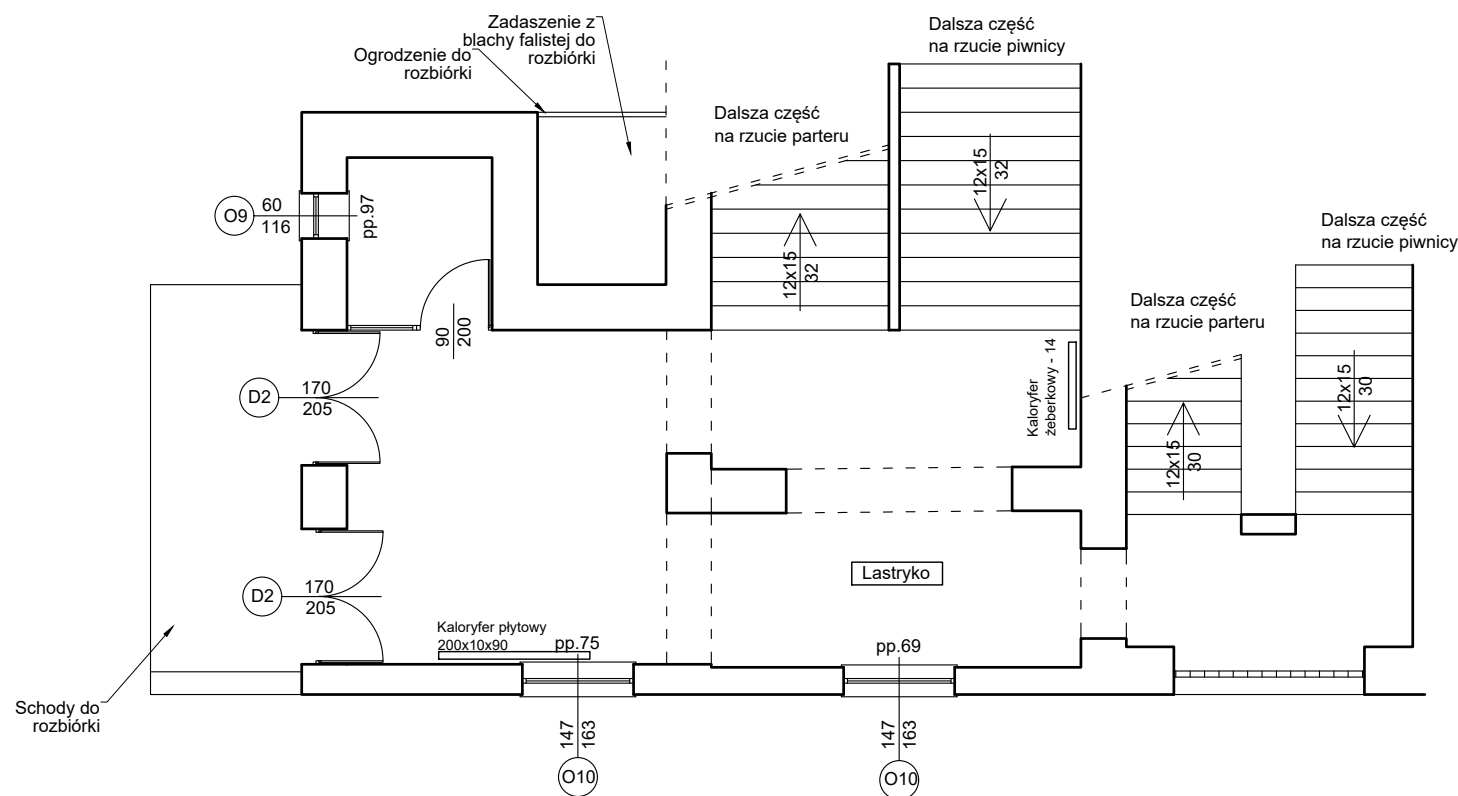 Zadaszenie z
blachy falistej do
rozbiórki
Ogrodzenie do
rozbiórki
Dalsza część
na rzucie piwnicy
Dalsza część
na rzucie parteru
12x15
32
12x15
32
O9
60
116
pp.97
Dalsza część
na rzucie piwnicy
Dalsza część
na rzucie parteru
90
200
Kaloryfer
żeberkowy - 14
12x15
30
12x15
30
D2
170
205
Lastryko
D2
170
205
Kaloryfer płytowy
200x10x90
pp.75
pp.69
Schody do
rozbiórki
147
163
O10
147
163
O10